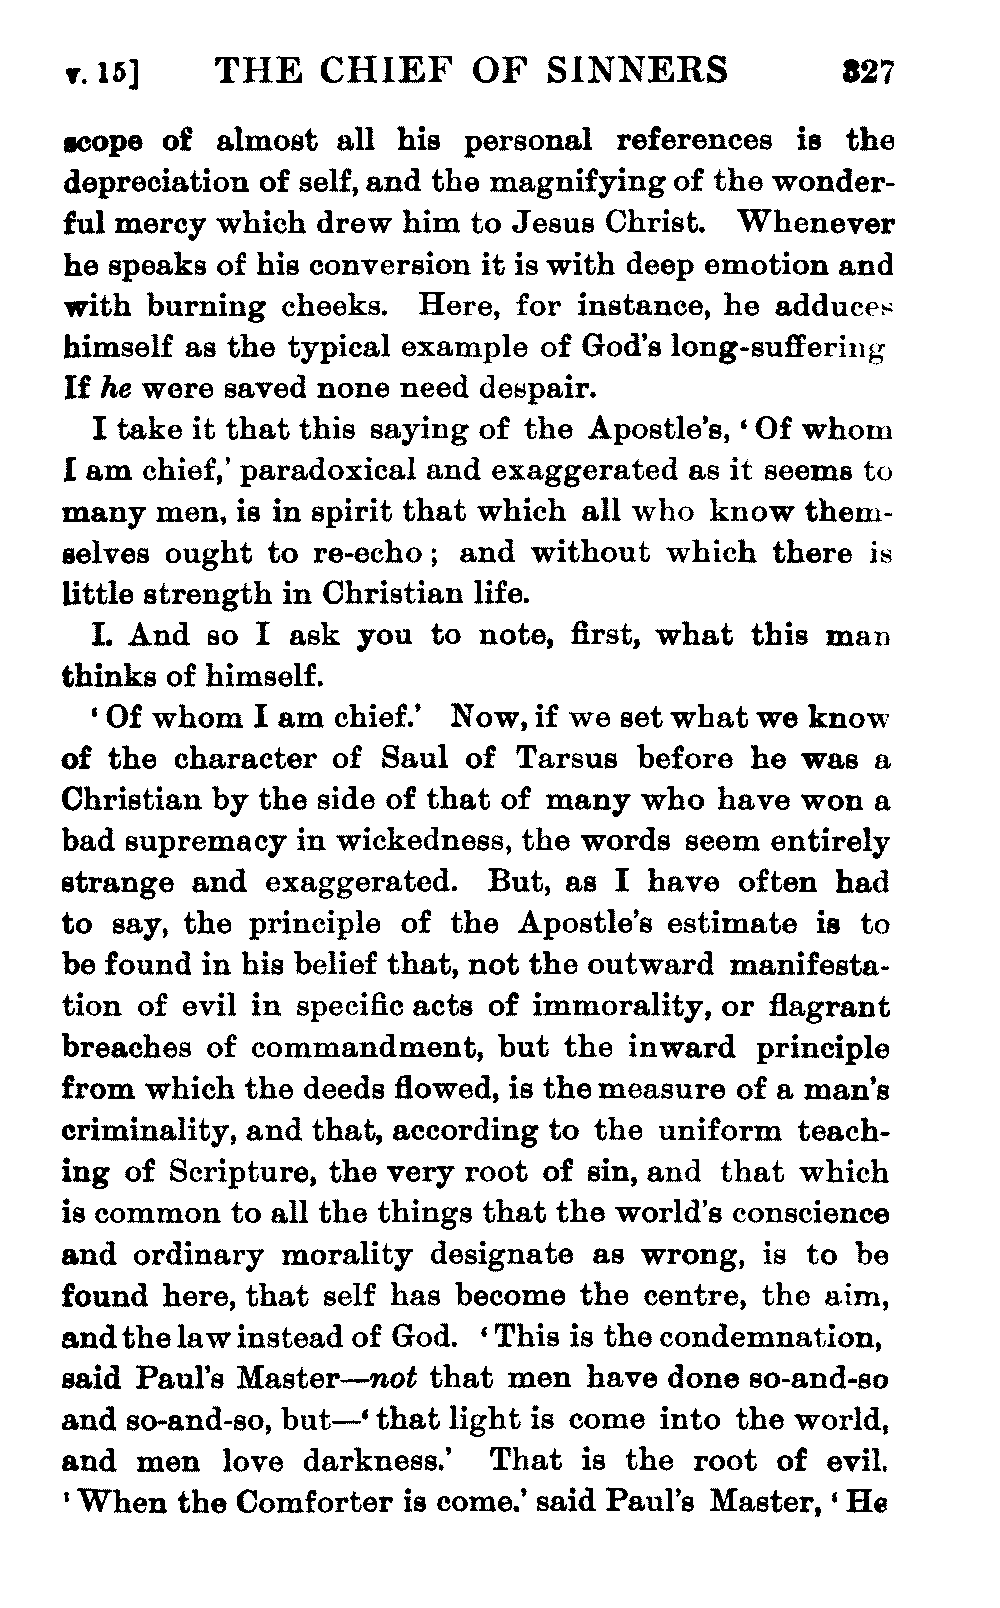 v. 15] THE CHIEF OF SINNERS 327
scope of almost all his personal references is the
depreciation of self, and the magnifying of the wonder-
ful mercy which drew him to Jesus Christ. Whenever
he speaks of his conversion it is with deep emotion and
with burning cheeks. Here, for instance, he adduces
himself as the typical example of God's long-suffering
If he were saved none need despair.
I take it that this saying of the Apostle's, ‘Of whom
I am chief,’ paradoxical and exaggerated as it seems to
many men, is in spirit that which all who know them-
selves ought to re-echo; and without which there is
little strength in Christian life.
I. And so I ask you to note, first, what this man
thinks of himself.
‘Of whom I am chief.’ Now, if we set what we know
of the character of Saul of Tarsus before he was a
Christian by the side of that of many who have won a
bad supremacy in wickedness, the words seem entirely
strange and exaggerated. But, as I have often had
to say, the principle of the Apostle's estimate is to
be found in his belief that, not the outward manifesta-
tion of evil in specific acts of immorality, or flagrant
breaches of commandment, but the inward principle
from which the deeds flowed, is the measure of a man's
criminality, and that, according to the uniform teach-
ing of Scripture, the very root of sin, and that which
is common to all the things that the world's conscience
and ordinary morality designate as wrong, is to be
found here, that self has become the centre, the aim,
and the law instead of God. ‘This is the condemnation,
said Paul's Master—not that men have done so-and-so
and so-and-so, but—‘that light is come into the world,
and men love darkness.’ That is the root of evil.
‘When the Comforter is come.’ said Paul's Master, ‘He